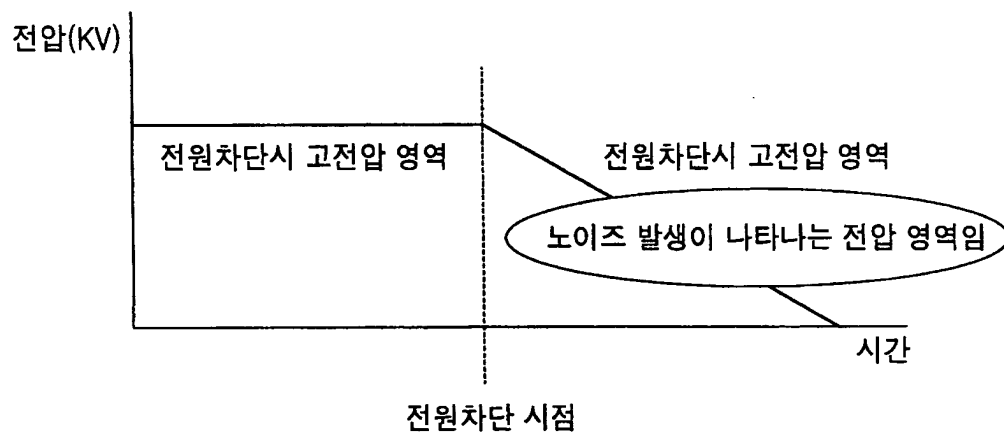 전압(KV)
전원차단시 고전압 영역
전원차단시 고전압 영역
노이즈 발생이 나타나는 전압 영역임
시간
전원차단 시점